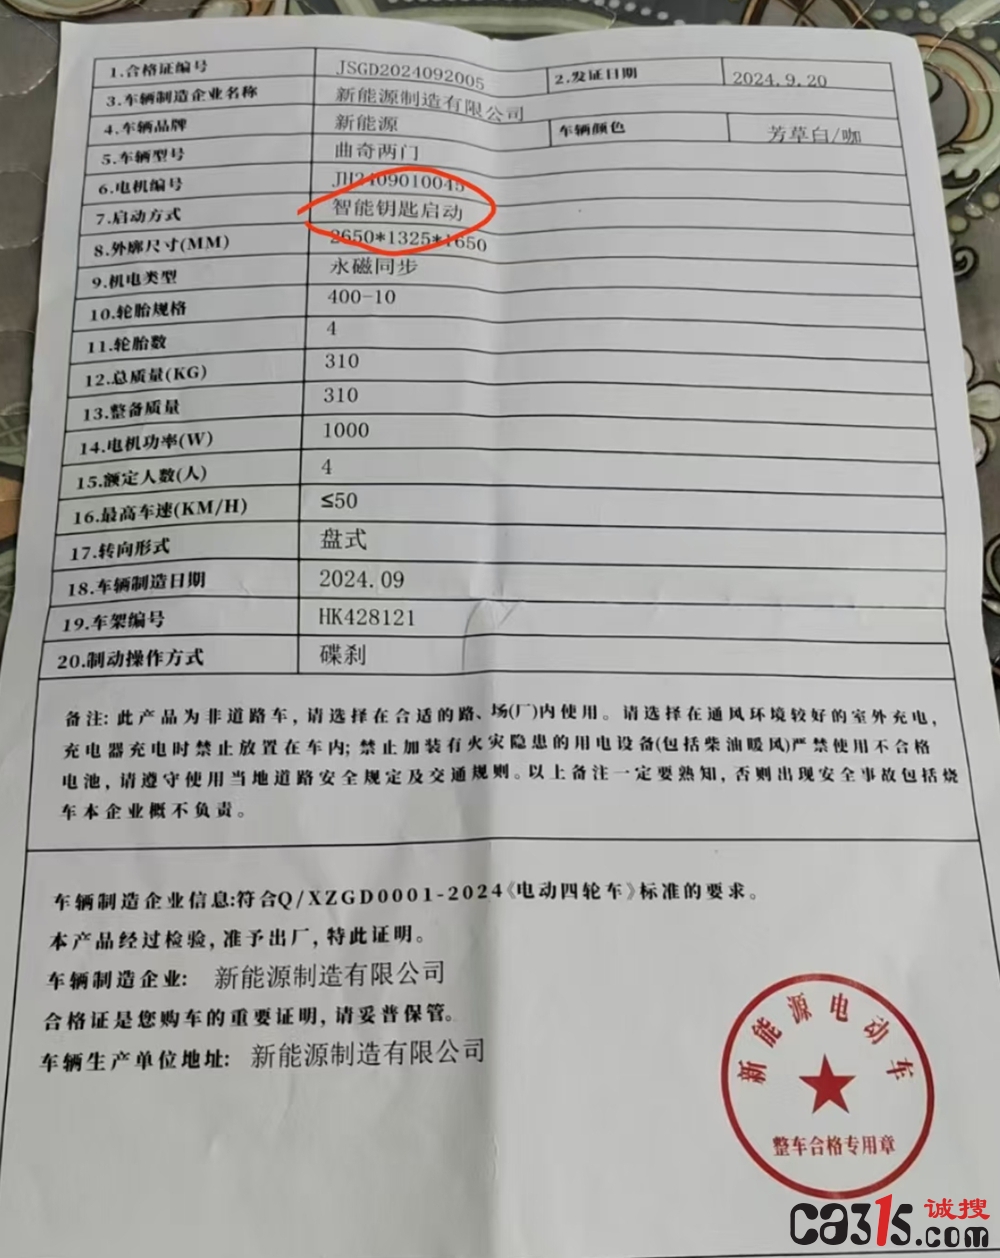 1.合格证编号 JSGD2024092005 2.发证日期 2024.9.20
3.车辆制造企业名称 新能源制造有限公司
4.车辆品牌 新能源 车辆颜色 芳草白/咖
5.车辆型号 曲奇两门
6.电机编号 JH2409010045
7.启动方式 智能钥匙启动
8.外廓尺寸(MM) 2650*1325*1650
9.机电类型 永磁同步
10.轮胎规格 400-10
11.轮胎数 4
12.总质量(KG) 310
13.整备质量 310
14.电机功率(W) 1000
15.额定人数(人) 4
16.最高车速(KM/H) ≤50
17.转向形式 盘式
18.车辆制造日期 2024.09
19.车架编号 HK428121
20.制动操作方式 碟刹
备注: 此产品为非道路车, 请选择在合适的路、场(厂)内使用。请选择在通风环境较好的室外充电,
充电器充电时禁止放置在车内; 禁止加装有火灾隐患的用电设备(包括柴油暖风)严禁使用不合格
电池, 请遵守使用当地道路安全规定及交通规则。以上备注一定要熟知, 否则出现安全事故包括烧
车本企业概不负责。
车辆制造企业信息:符合Q/XZGD0001-2024《电动四轮车》标准的要求。
本产品经过检验, 准予出厂, 特此证明。
车辆制造企业: 新能源制造有限公司
合格证是您购车的重要证明, 请妥普保管。
车辆生产单位地址: 新能源制造有限公司
新能源电动车
整车合格专用章
ca315 诚搜
.com